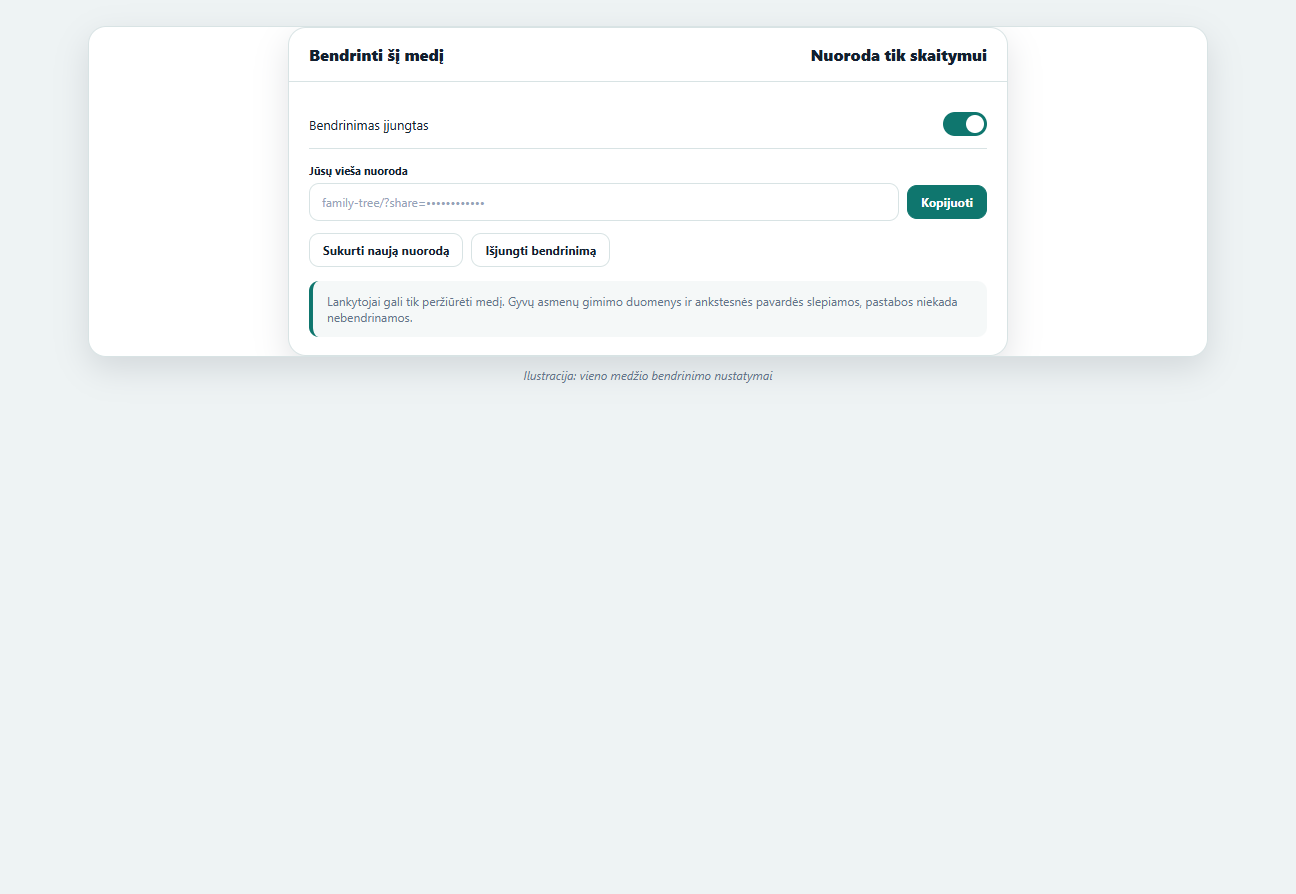 Bendrinti šį medį
Nuoroda tik skaitymui
Bendrinimas įjungtas
Jūsų vieša nuoroda
family-tree/?share=••••••••••••
Kopijuoti
Sukurti naują nuorodą
Išjungti bendrinimą
Lankytojai gali tik peržiūrėti medį. Gyvų asmenų gimimo duomenys ir ankstesnės pavardės slepiamos, pastabos niekada
nebendrinamos.
Ilustracija: vieno medžio bendrinimo nustatymai